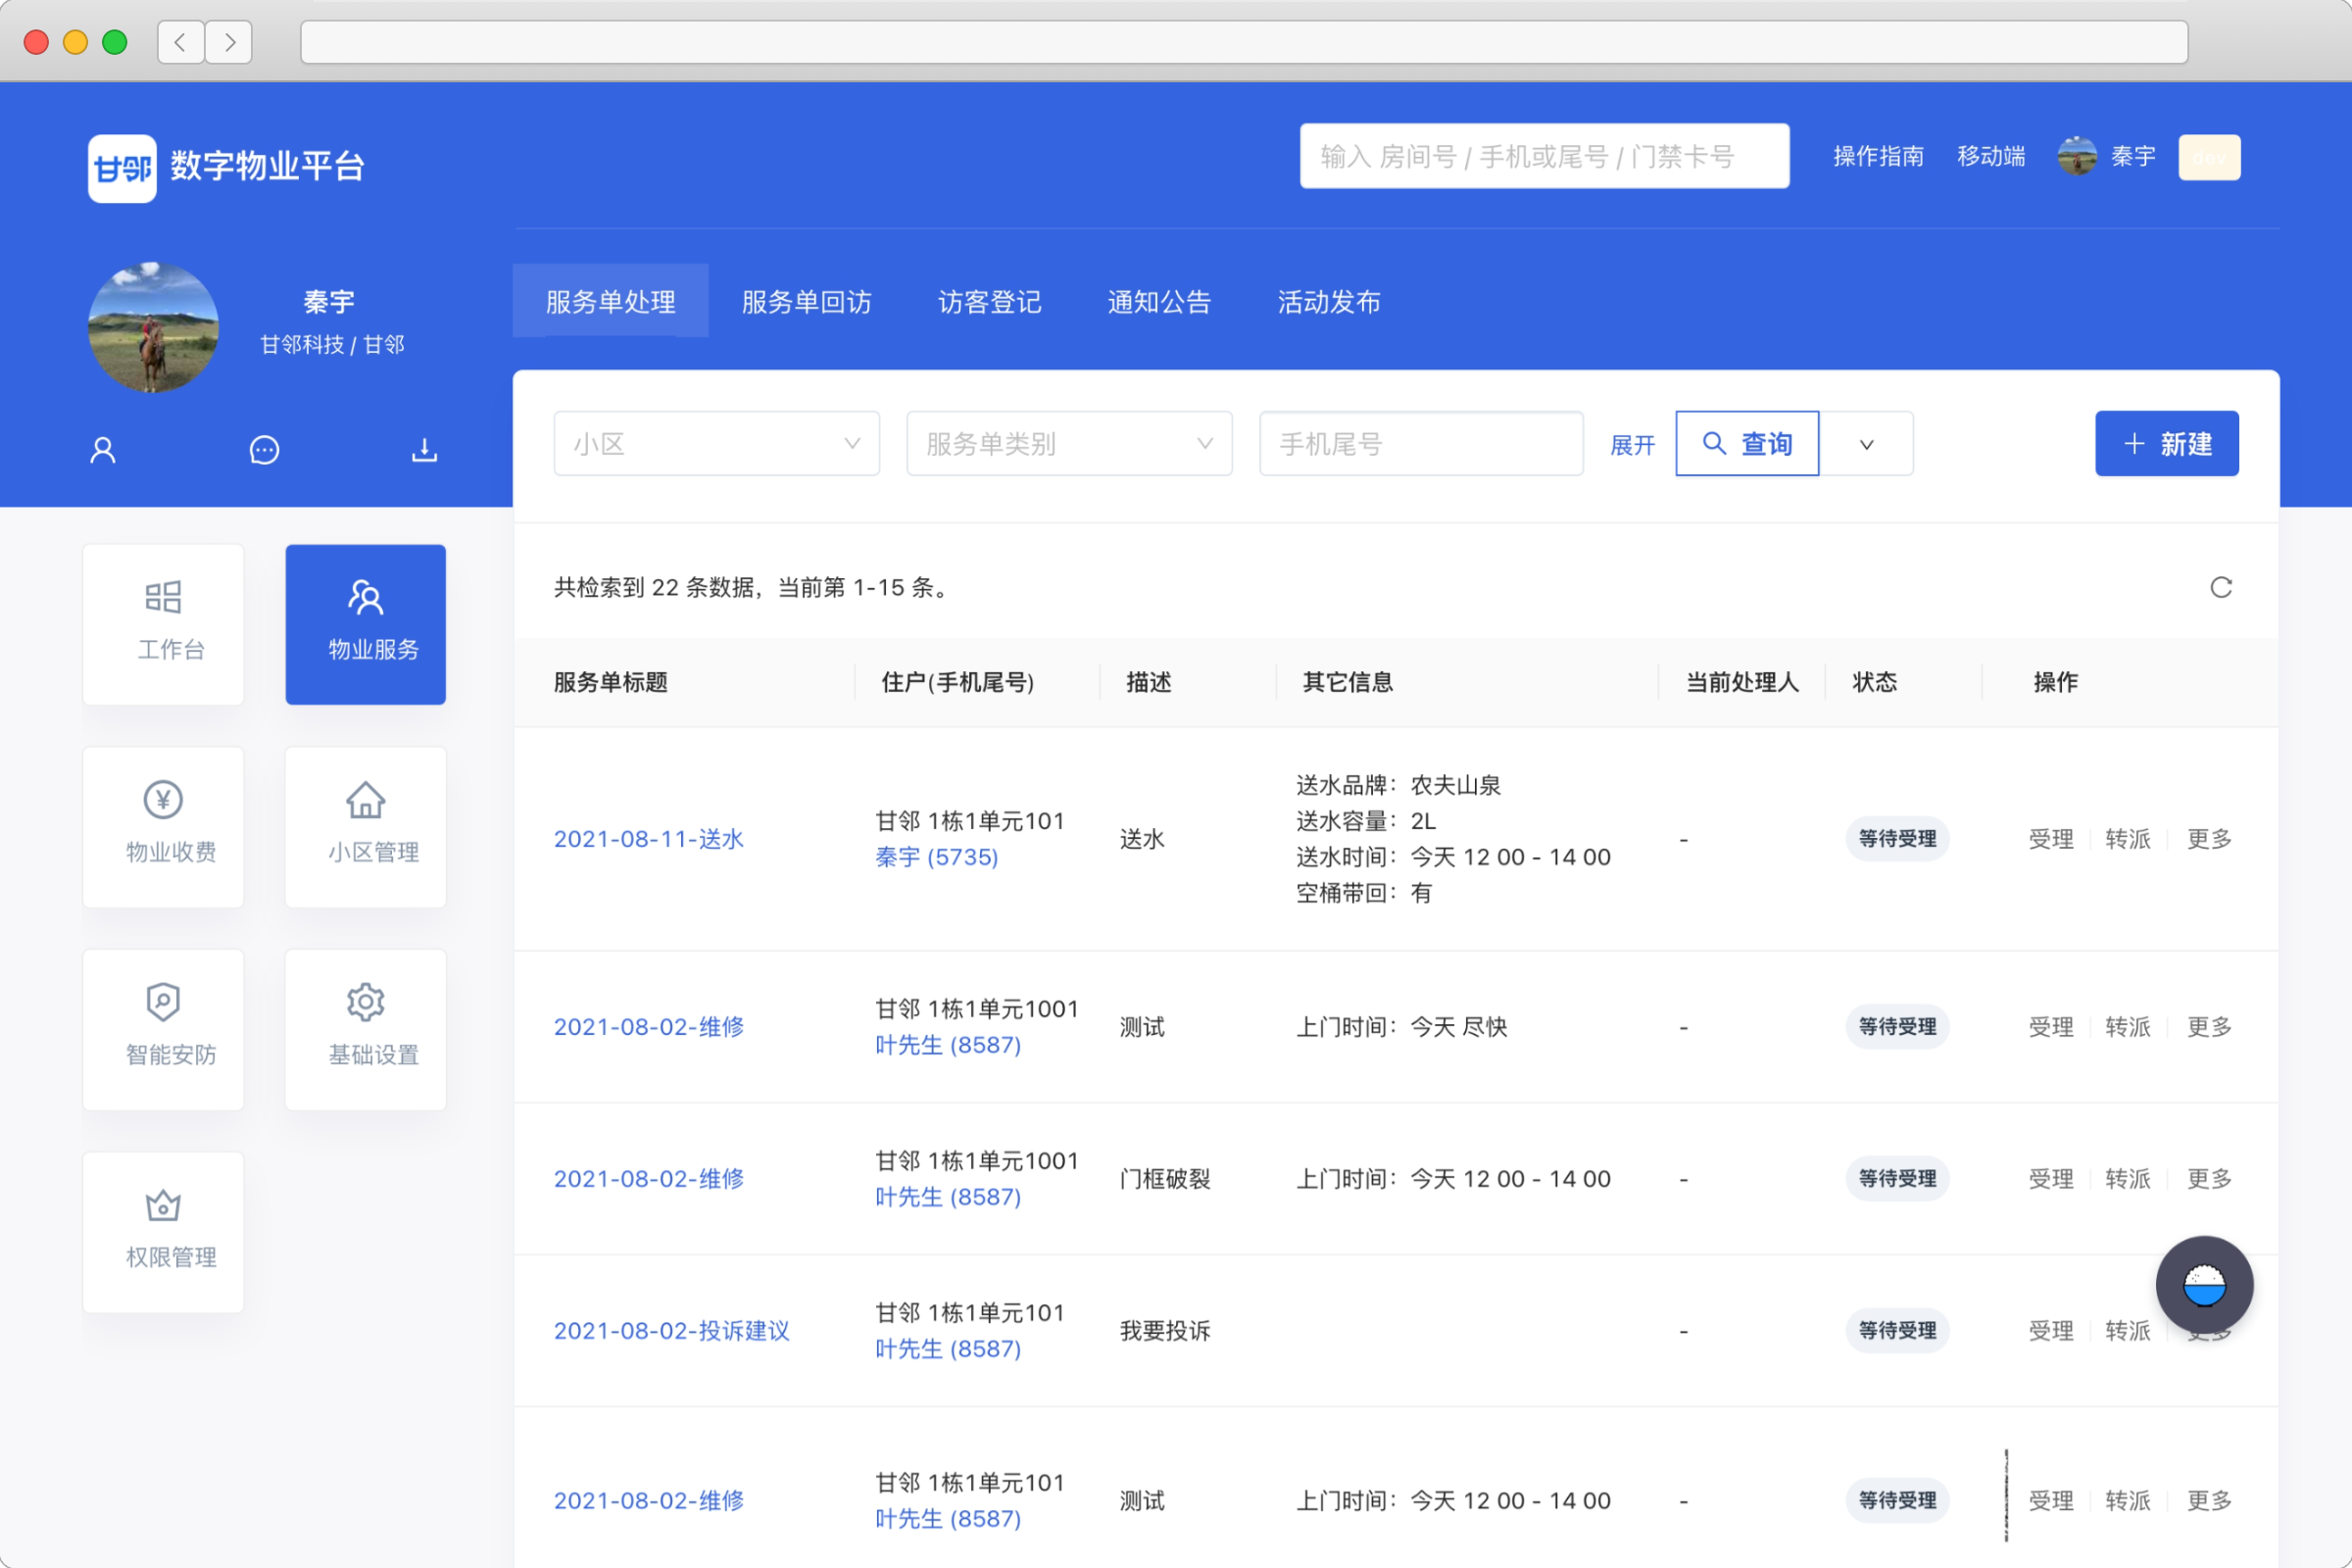 甘邻 数字物业平台
输入 房间号 / 手机或尾号 / 门禁卡号
操作指南 移动端 秦宇 dev
秦宇
甘邻科技 / 甘邻
服务单处理 服务单回访 访客登记 通知公告 活动发布
小区 服务单类别 手机尾号 展开 查询 新建
工作台 物业服务
物业收费 小区管理
智能安防 基础设置
权限管理
共检索到 22 条数据，当前第 1-15 条。
服务单标题 住户(手机尾号) 描述 其它信息 当前处理人 状态 操作
2021-08-11-送水
甘邻 1栋1单元101
秦宇 (5735)
送水
送水品牌：农夫山泉
送水容量：2L
送水时间：今天 12 00 - 14 00
空桶带回：有
- 等待受理 受理 转派 更多
2021-08-02-维修
甘邻 1栋1单元1001
叶先生 (8587)
测试
上门时间：今天 尽快
- 等待受理 受理 转派 更多
2021-08-02-维修
甘邻 1栋1单元1001
叶先生 (8587)
门框破裂
上门时间：今天 12 00 - 14 00
- 等待受理 受理 转派 更多
2021-08-02-投诉建议
甘邻 1栋1单元101
叶先生 (8587)
我要投诉
- 等待受理 受理 转派 更多
2021-08-02-维修
甘邻 1栋1单元101
叶先生 (8587)
测试
上门时间：今天 12 00 - 14 00
- 等待受理 受理 转派 更多